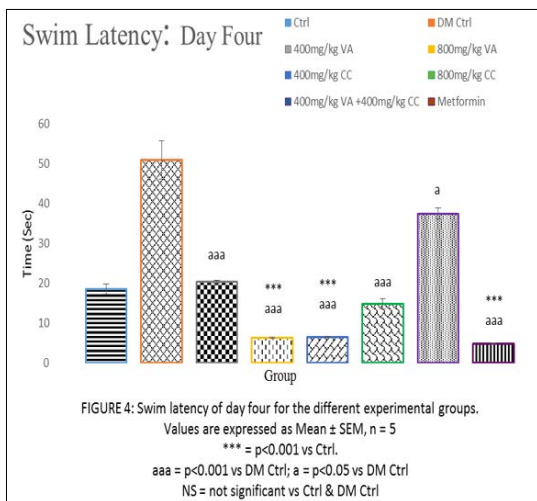 Swim Latency: Day Four
Ctrl
DM Ctrl
400mg/kg VA
800mg/kg VA
400mg/kg CC
800mg/kg CC
400mg/kg VA +400mg/kg CC
Metformin
60
50
40
30
20
10
0
Time (Sec)
aaa
***
aaa
***
aaa
aaa
a
***
aaa
Group
FIGURE 4: Swim latency of day four for the different experimental groups.
Values are expressed as Mean ± SEM, n = 5
*** = p<0.001 vs Ctrl.
aaa = p<0.001 vs DM Ctrl; a = p<0.05 vs DM Ctrl
NS = not significant vs Ctrl & DM Ctrl